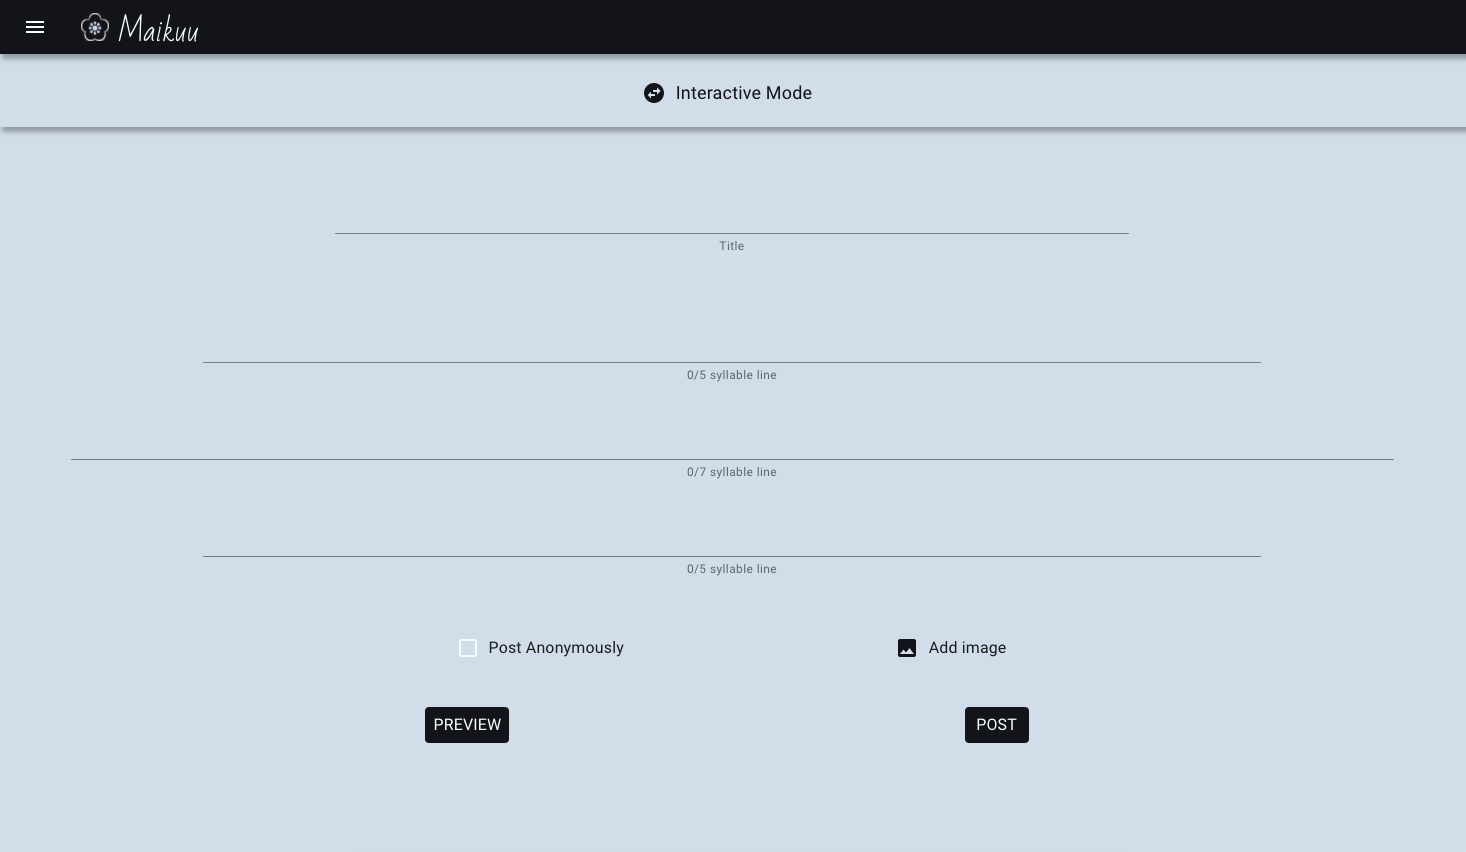 Maikuu
Interactive Mode
Title
0/5 syllable line
0/7 syllable line
0/5 syllable line
Post Anonymously
Add image
PREVIEW
POST